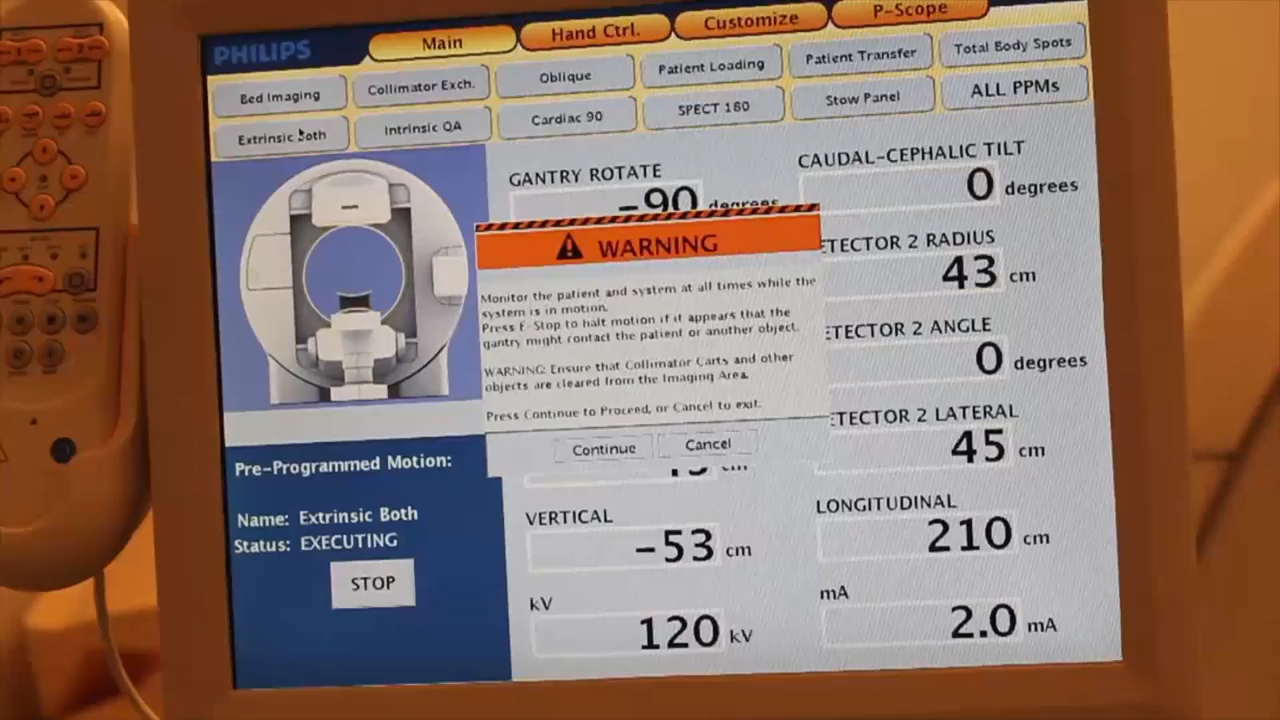 PHILIPS
Main
Hand Ctrl.
Customize
P-Scope
Bed Imaging
Collimator Exch.
Oblique
Patient Loading
Patient Transfer
Total Body Spots
Extrinsic Both
Intrinsic QA
Cardiac 90
SPECT 180
Stow Panel
ALL PPMs
GANTRY ROTATE
-90 degrees
CAUDAL-CEPHALIC TILT
0 degrees
WARNING
Monitor the patient and system at all times while the
system is in motion.
Press E-Stop to halt motion if it appears that the
gantry might contact the patient or another object.
WARNING: Ensure that Collimator Carts and other
objects are cleared from the Imaging Area.
Press Continue to Proceed, or Cancel to exit.
Continue
Cancel
ETECTOR 2 RADIUS
43 cm
ETECTOR 2 ANGLE
0 degrees
ETECTOR 2 LATERAL
45 cm
cm
Pre-Programmed Motion:
Name: Extrinsic Both
Status: EXECUTING
STOP
VERTICAL
-53 cm
LONGITUDINAL
210 cm
kV
120 kV
mA
2.0 mA